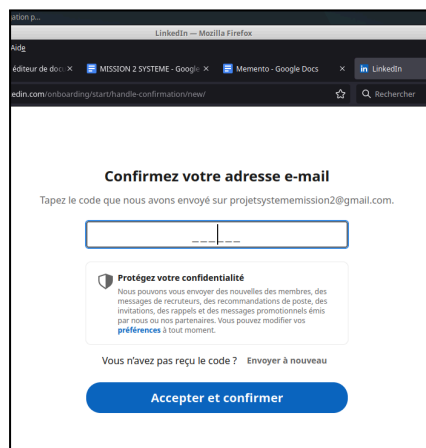 ation p...
LinkedIn — Mozilla Firefox
Aide
éditeur de doc × MISSION 2 SYSTEME - Google × Memento - Google Docs × in LinkedIn
edin.com/onboarding/start/handle-confirmation/new/ Rechercher
Confirmez votre adresse e-mail
Tapez le code que nous avons envoyé sur projetsystememission2@gmail.com.
Protégez votre confidentialité
Nous pouvons vous envoyer des nouvelles des membres, des
messages de recruteurs, des recommandations de poste, des
invitations, des rappels et des messages promotionnels émis
par nous ou nos partenaires. Vous pouvez modifier vos
préférences à tout moment.
Vous n'avez pas reçu le code ? Envoyer à nouveau
Accepter et confirmer